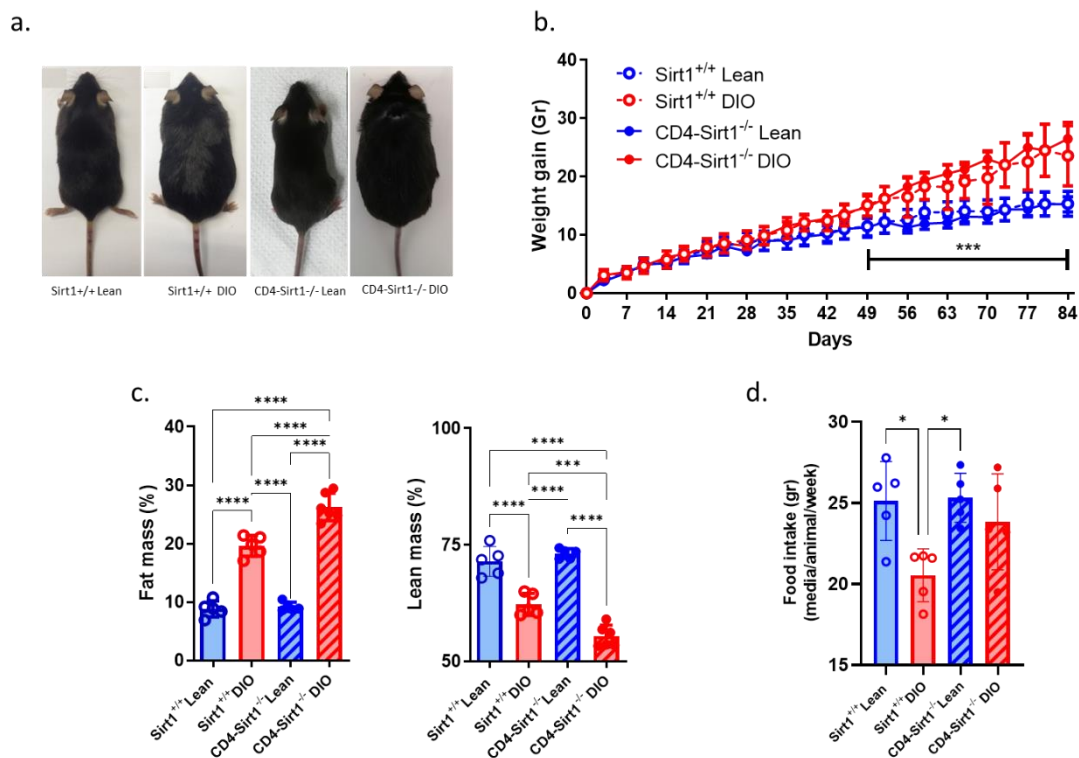 a.
Sirt1+/+ Lean
Sirt1+/+ DIO
CD4-Sirt1-/- Lean
CD4-Sirt1-/- DIO
b.
Weight gain (Gr)
40
30
20
10
0
Sirt1+/+ Lean
Sirt1+/+ DIO
CD4-Sirt1-/- Lean
CD4-Sirt1-/- DIO
***
0 7 14 21 28 35 42 49 56 63 70 77 84
Days
c.
Fat mass (%)
40
30
20
10
0
****
****
****
****
****
Sirt1+/+ Lean
Sirt1+/+ DIO
CD4-Sirt1-/- Lean
CD4-Sirt1-/- DIO
Lean mass (%)
100
75
50
****
***
****
****
****
Sirt1+/+ Lean
Sirt1+/+ DIO
CD4-Sirt1-/- Lean
CD4-Sirt1-/- DIO
d.
Food intake (gr)
(media/animal/week)
30
25
20
15
*
*
Sirt1+/+ Lean
Sirt1+/+ DIO
CD4-Sirt1-/- Lean
CD4-Sirt1-/- DIO